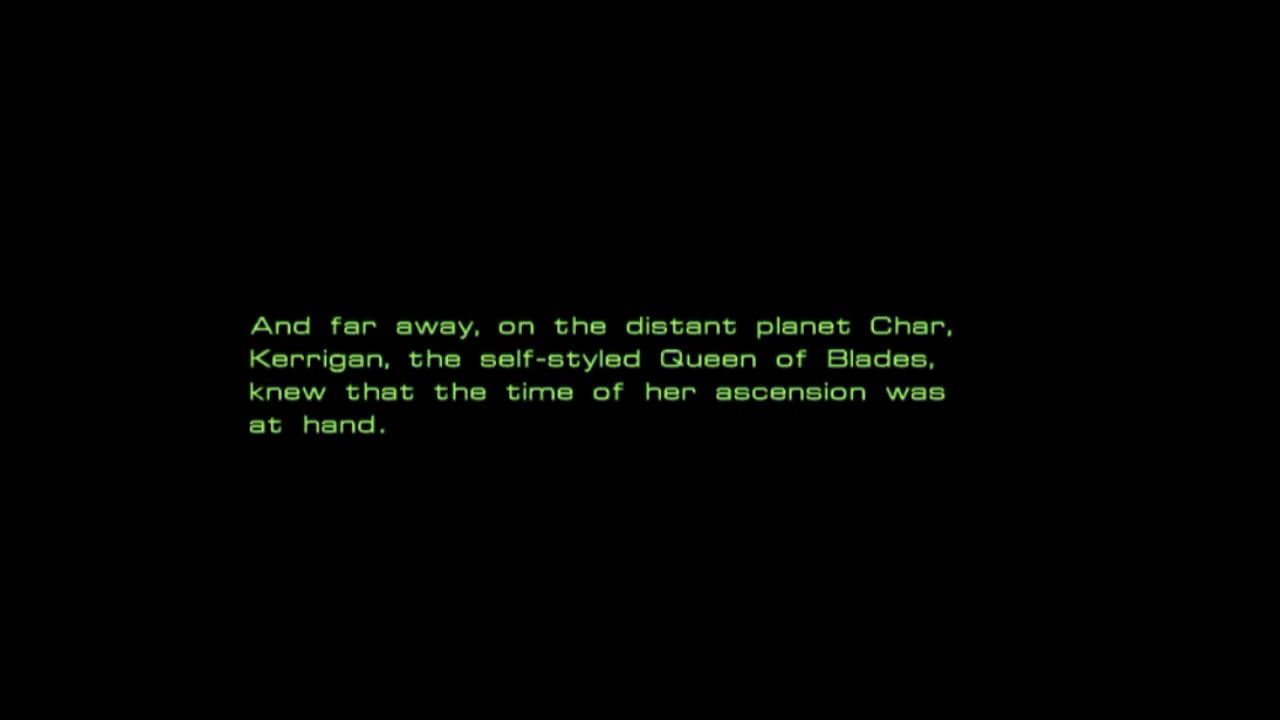 And far away, on the distant planet Char,
Kerrigan, the self-styled Queen of Blades,
knew that the time of her ascension was
at hand.